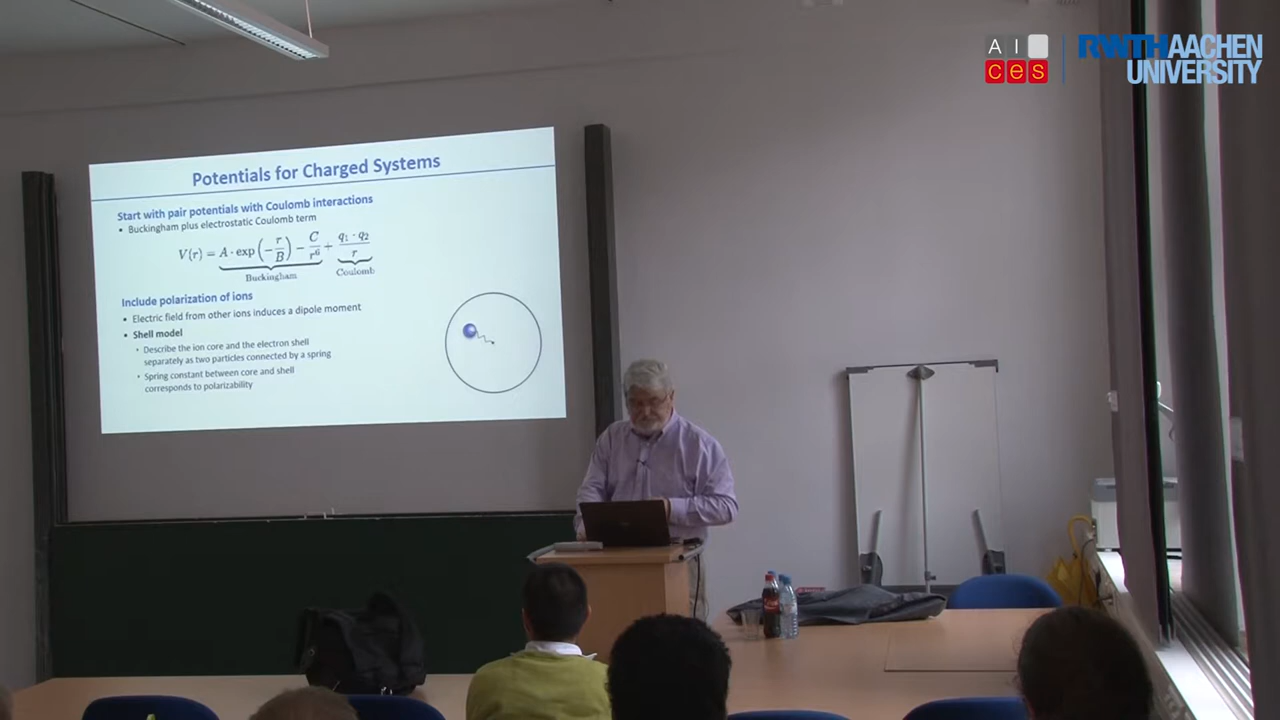 AI
ces
RWTHAACHEN
UNIVERSITY
Potentials for Charged Systems
Start with pair potentials with Coulomb interactions
• Buckingham plus electrostatic Coulomb term
V(r) = A · exp(−r/B) − C/r⁶ + q₁ · q₂/r
Buckingham Coulomb
Include polarization of ions
• Electric field from other ions induces a dipole moment
• Shell model
• Describe the ion core and the electron shell
separately as two particles connected by a spring
• Spring constant between core and shell
corresponds to polarizability